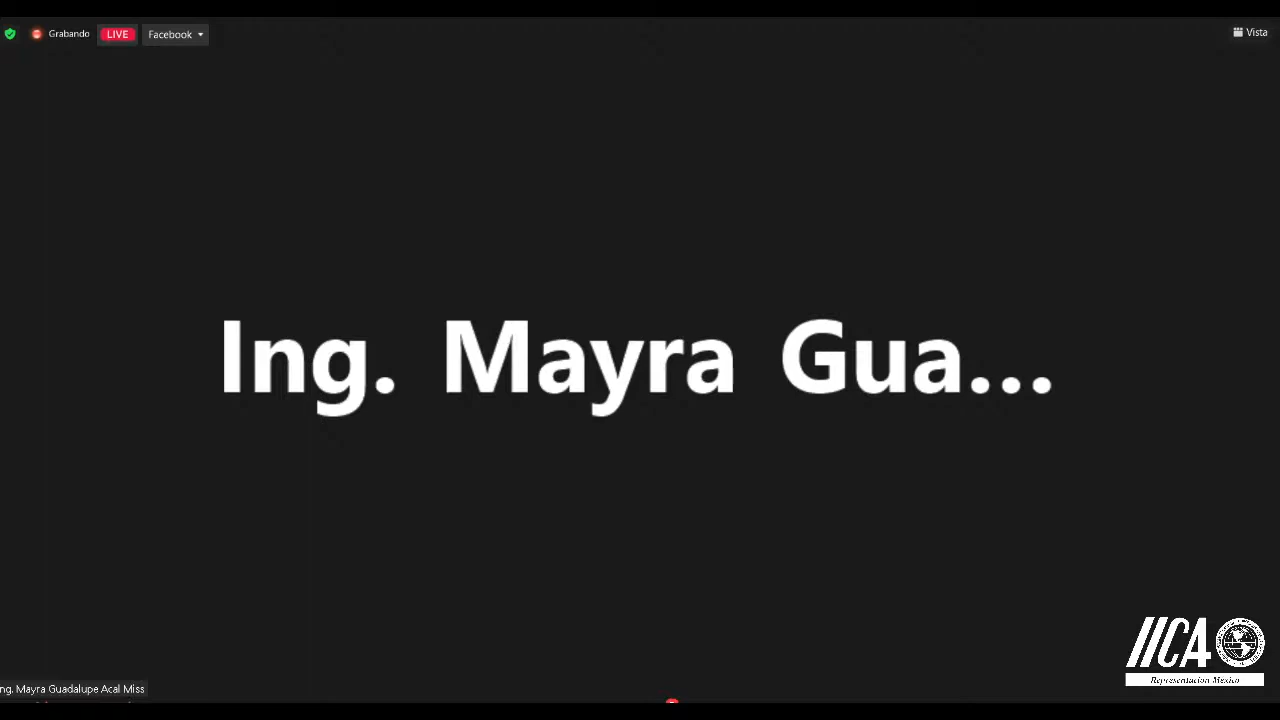 Grabando LIVE Facebook Vista
Ing. Mayra Gua...
IICA
Representación México
ng. Mayra Guadalupe Acal Miss